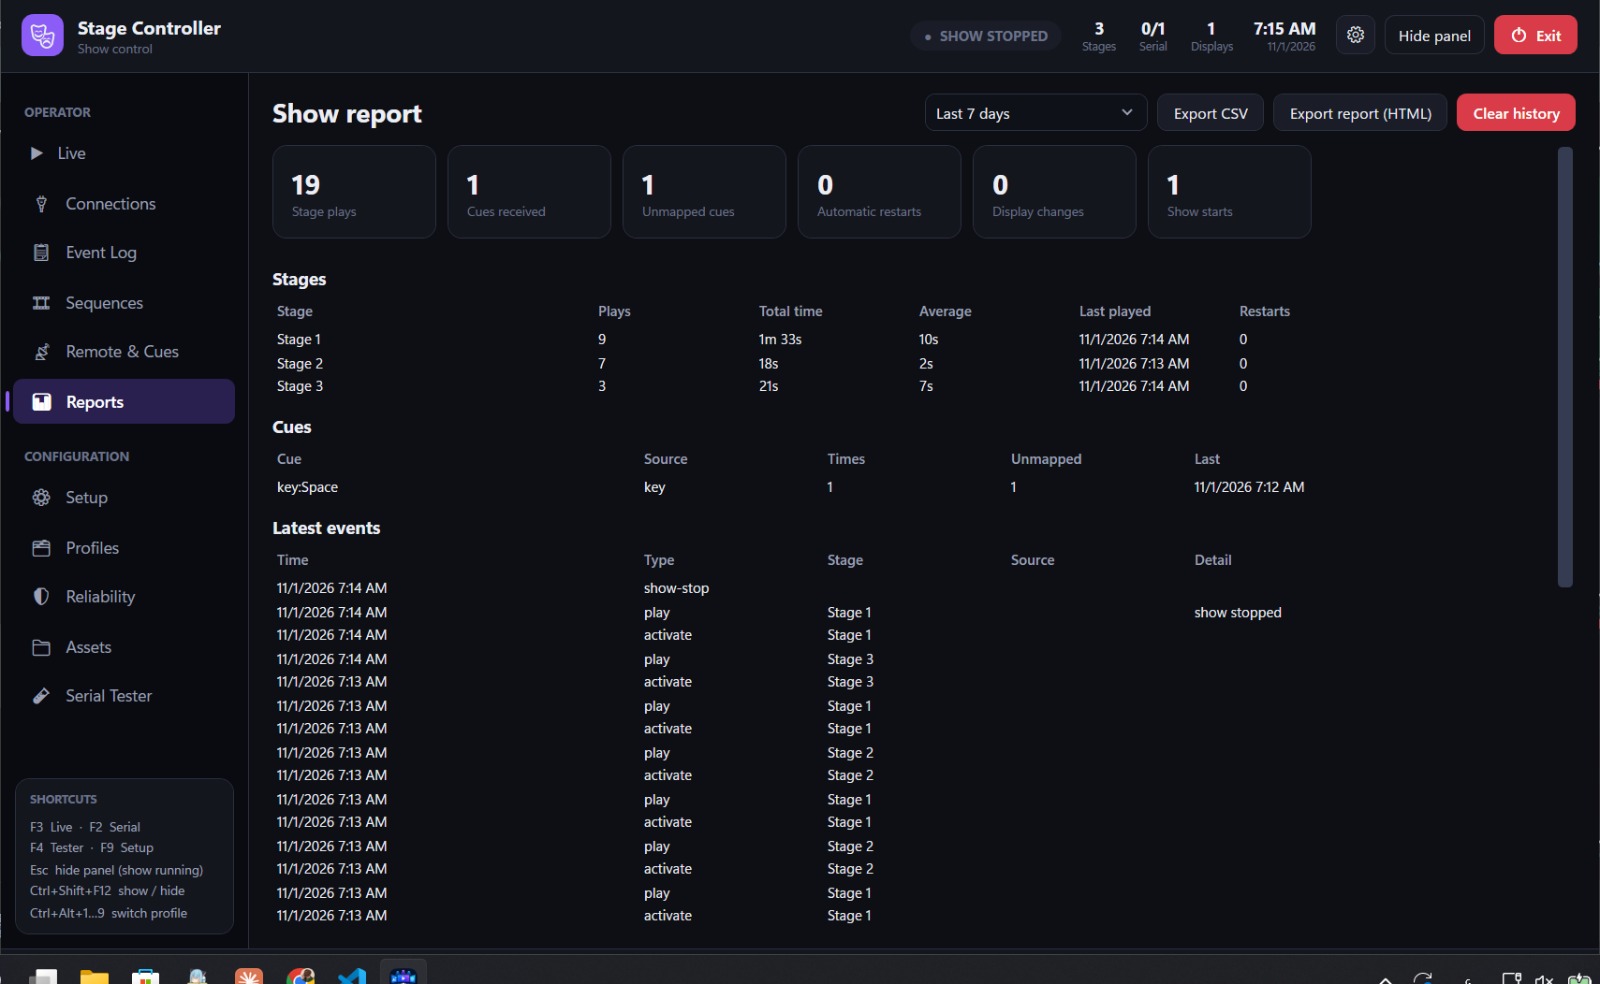 Stage Controller
Show control
• SHOW STOPPED
3
Stages
0/1
Serial
1
Displays
7:15 AM
11/1/2026
Hide panel
Exit
OPERATOR
Live
Connections
Event Log
Sequences
Remote & Cues
Reports
CONFIGURATION
Setup
Profiles
Reliability
Assets
Serial Tester
SHORTCUTS
F3 Live · F2 Serial
F4 Tester · F9 Setup
Esc hide panel (show running)
Ctrl+Shift+F12 show / hide
Ctrl+Alt+1...9 switch profile
Show report
Last 7 days
Export CSV
Export report (HTML)
Clear history
19
Stage plays
1
Cues received
1
Unmapped cues
0
Automatic restarts
0
Display changes
1
Show starts
Stages
Stage Plays Total time Average Last played Restarts
Stage 1 9 1m 33s 10s 11/1/2026 7:14 AM 0
Stage 2 7 18s 2s 11/1/2026 7:13 AM 0
Stage 3 3 21s 7s 11/1/2026 7:14 AM 0
Cues
Cue Source Times Unmapped Last
key:Space key 1 1 11/1/2026 7:12 AM
Latest events
Time Type Stage Source Detail
11/1/2026 7:14 AM show-stop
11/1/2026 7:14 AM play Stage 1 show stopped
11/1/2026 7:14 AM activate Stage 1
11/1/2026 7:14 AM play Stage 3
11/1/2026 7:13 AM activate Stage 3
11/1/2026 7:13 AM play Stage 1
11/1/2026 7:13 AM activate Stage 1
11/1/2026 7:13 AM play Stage 2
11/1/2026 7:13 AM activate Stage 2
11/1/2026 7:13 AM play Stage 1
11/1/2026 7:13 AM activate Stage 1
11/1/2026 7:13 AM play Stage 2
11/1/2026 7:13 AM activate Stage 2
11/1/2026 7:13 AM play Stage 1
11/1/2026 7:13 AM activate Stage 1